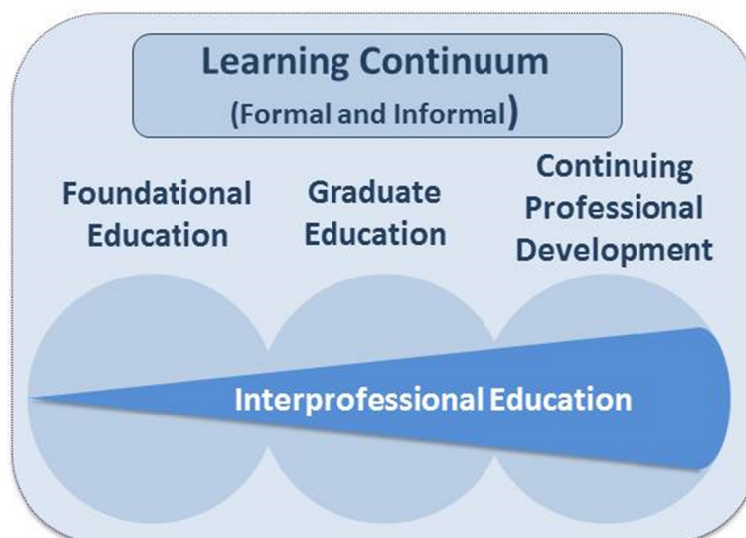 Learning Continuum
(Formal and Informal)
Foundational
Education
Graduate
Education
Continuing
Professional
Development
Interprofessional Education